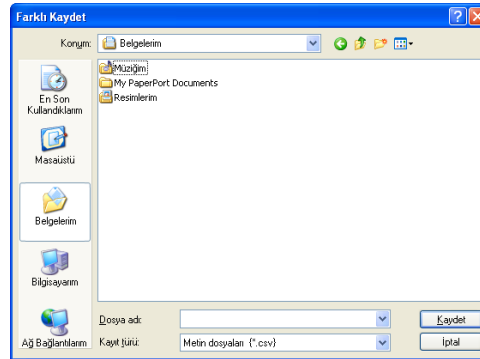 Farklı Kaydet
Konum:
Belgelerim
Müziğim
My PaperPort Documents
Resimlerim
En Son
Kullandıklarım
Masaüstü
Belgelerim
Bilgisayarım
Ağ Bağlantılarım
Dosya adı:
Kaydet
Kayıt türü:
Metin dosyaları (*.csv)
İptal